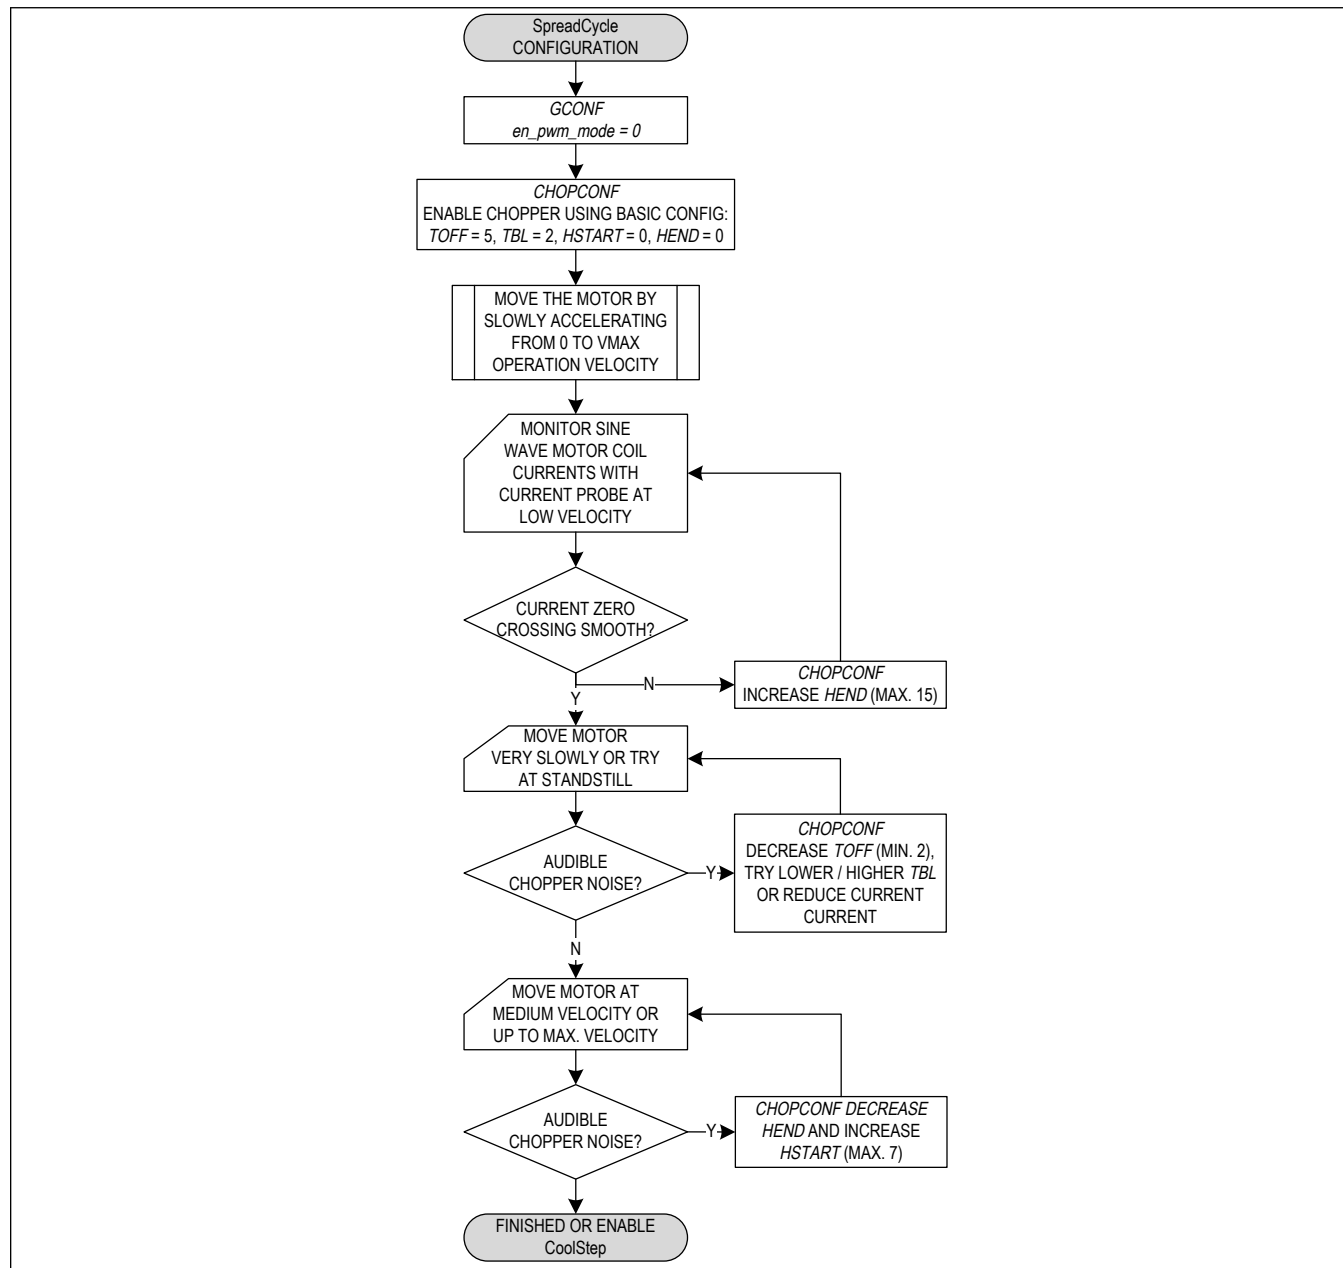 SpreadCycle
CONFIGURATION
GCONF
en_pwm_mode = 0
CHOPCONF
ENABLE CHOPPER USING BASIC CONFIG:
TOFF = 5, TBL = 2, HSTART = 0, HEND = 0
MOVE THE MOTOR BY
SLOWLY ACCELERATING
FROM 0 TO VMAX
OPERATION VELOCITY
MONITOR SINE
WAVE MOTOR COIL
CURRENTS WITH
CURRENT PROBE AT
LOW VELOCITY
CURRENT ZERO
CROSSING SMOOTH?
N
CHOPCONF
INCREASE HEND (MAX. 15)
Y
MOVE MOTOR
VERY SLOWLY OR TRY
AT STANDSTILL
AUDIBLE
CHOPPER NOISE?
Y
CHOPCONF
DECREASE TOFF (MIN. 2),
TRY LOWER / HIGHER TBL
OR REDUCE CURRENT
CURRENT
N
MOVE MOTOR AT
MEDIUM VELOCITY OR
UP TO MAX. VELOCITY
AUDIBLE
CHOPPER NOISE?
Y
CHOPCONF DECREASE
HEND AND INCREASE
HSTART (MAX. 7)
FINISHED OR ENABLE
CoolStep